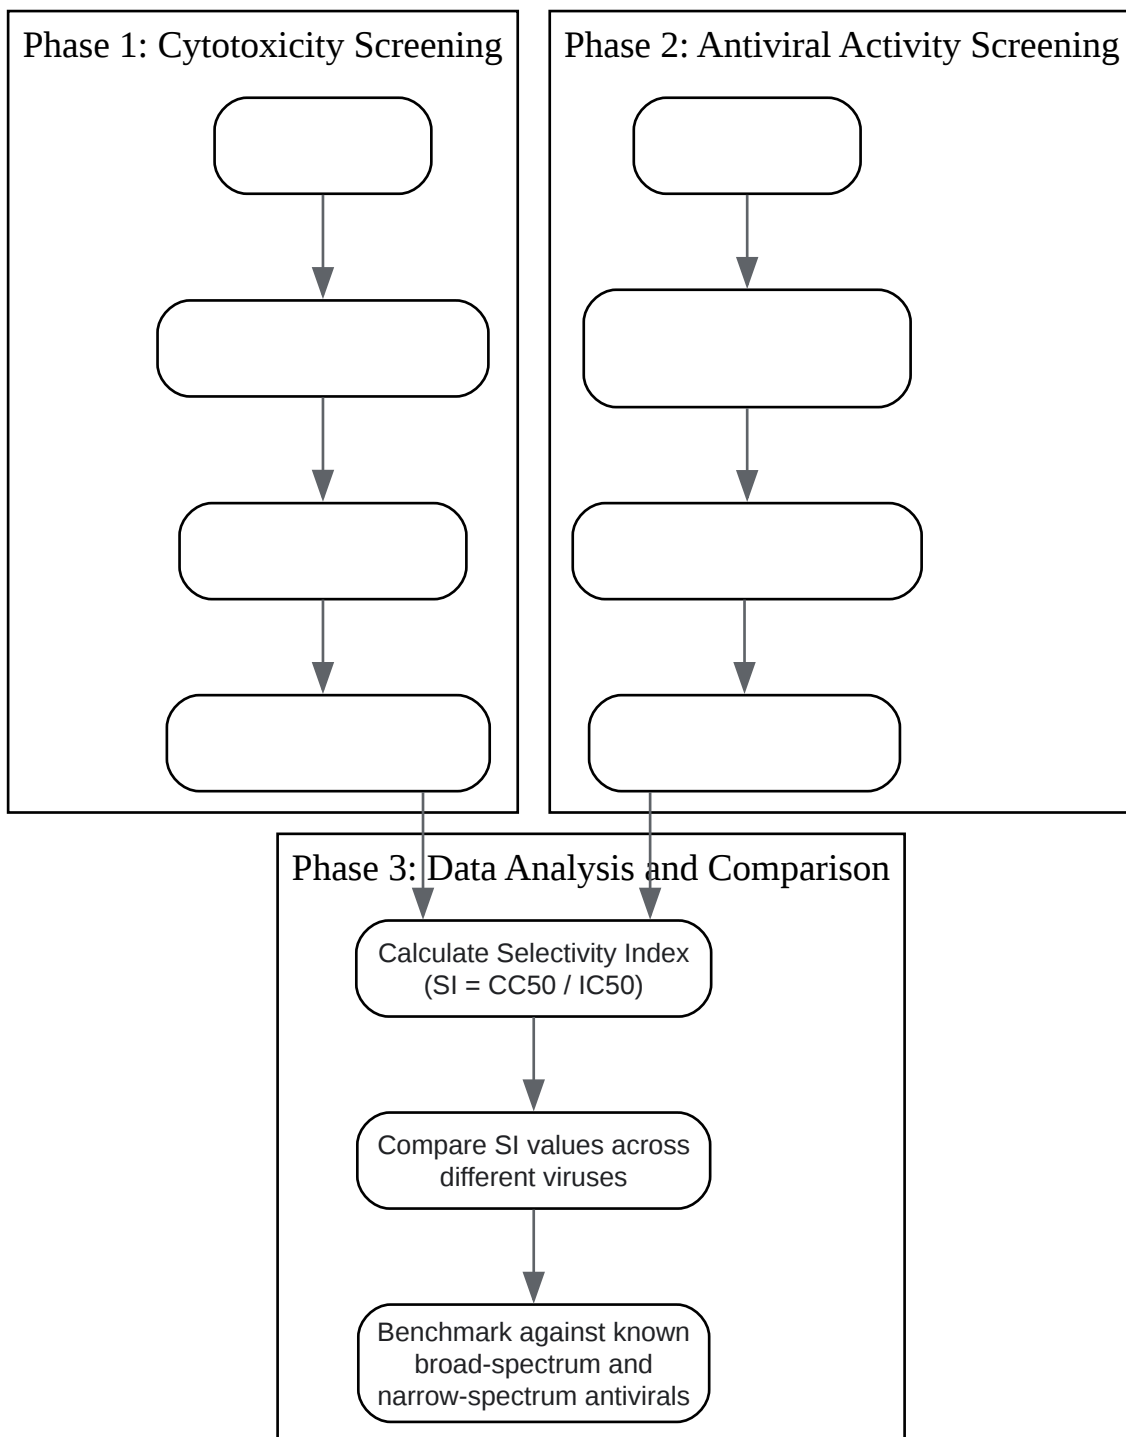 Phase 1: Cytotoxicity Screening
Phase 2: Antiviral Activity Screening
Phase 3: Data Analysis and Comparison
Calculate Selectivity Index
(SI = CC50 / IC50)
Compare SI values across
different viruses
Benchmark against known
broad-spectrum and
narrow-spectrum antivirals